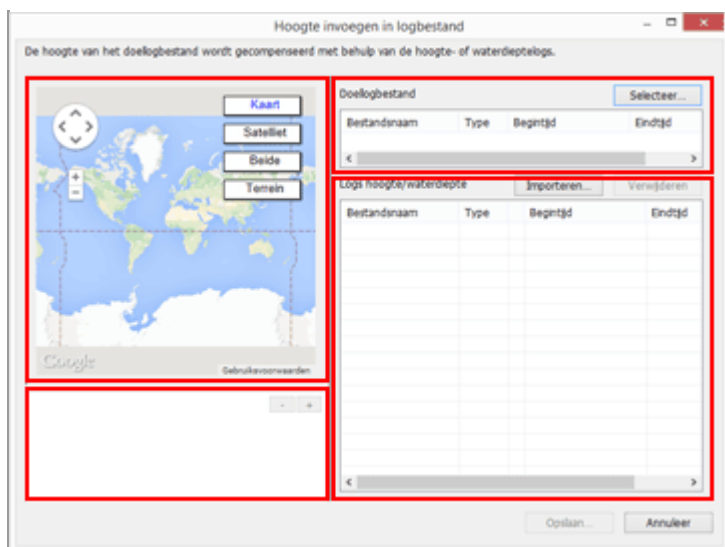 Hoogte invoegen in logbestand
De hoogte van het doellogbestand wordt gecompenseerd met behulp van de hoogte- of waterdieptelogs.
Kaart
Satelliet
Beide
Terrein
Google
Gebruiksvoorwaarden
- +
Doellogbestand Selecteer...
Bestandsnaam Type Begintijd Eindtijd
Logs hoogte/waterdiepte Importeren... Verwijderen
Bestandsnaam Type Begintijd Eindtijd
Opslaan... Annuleer